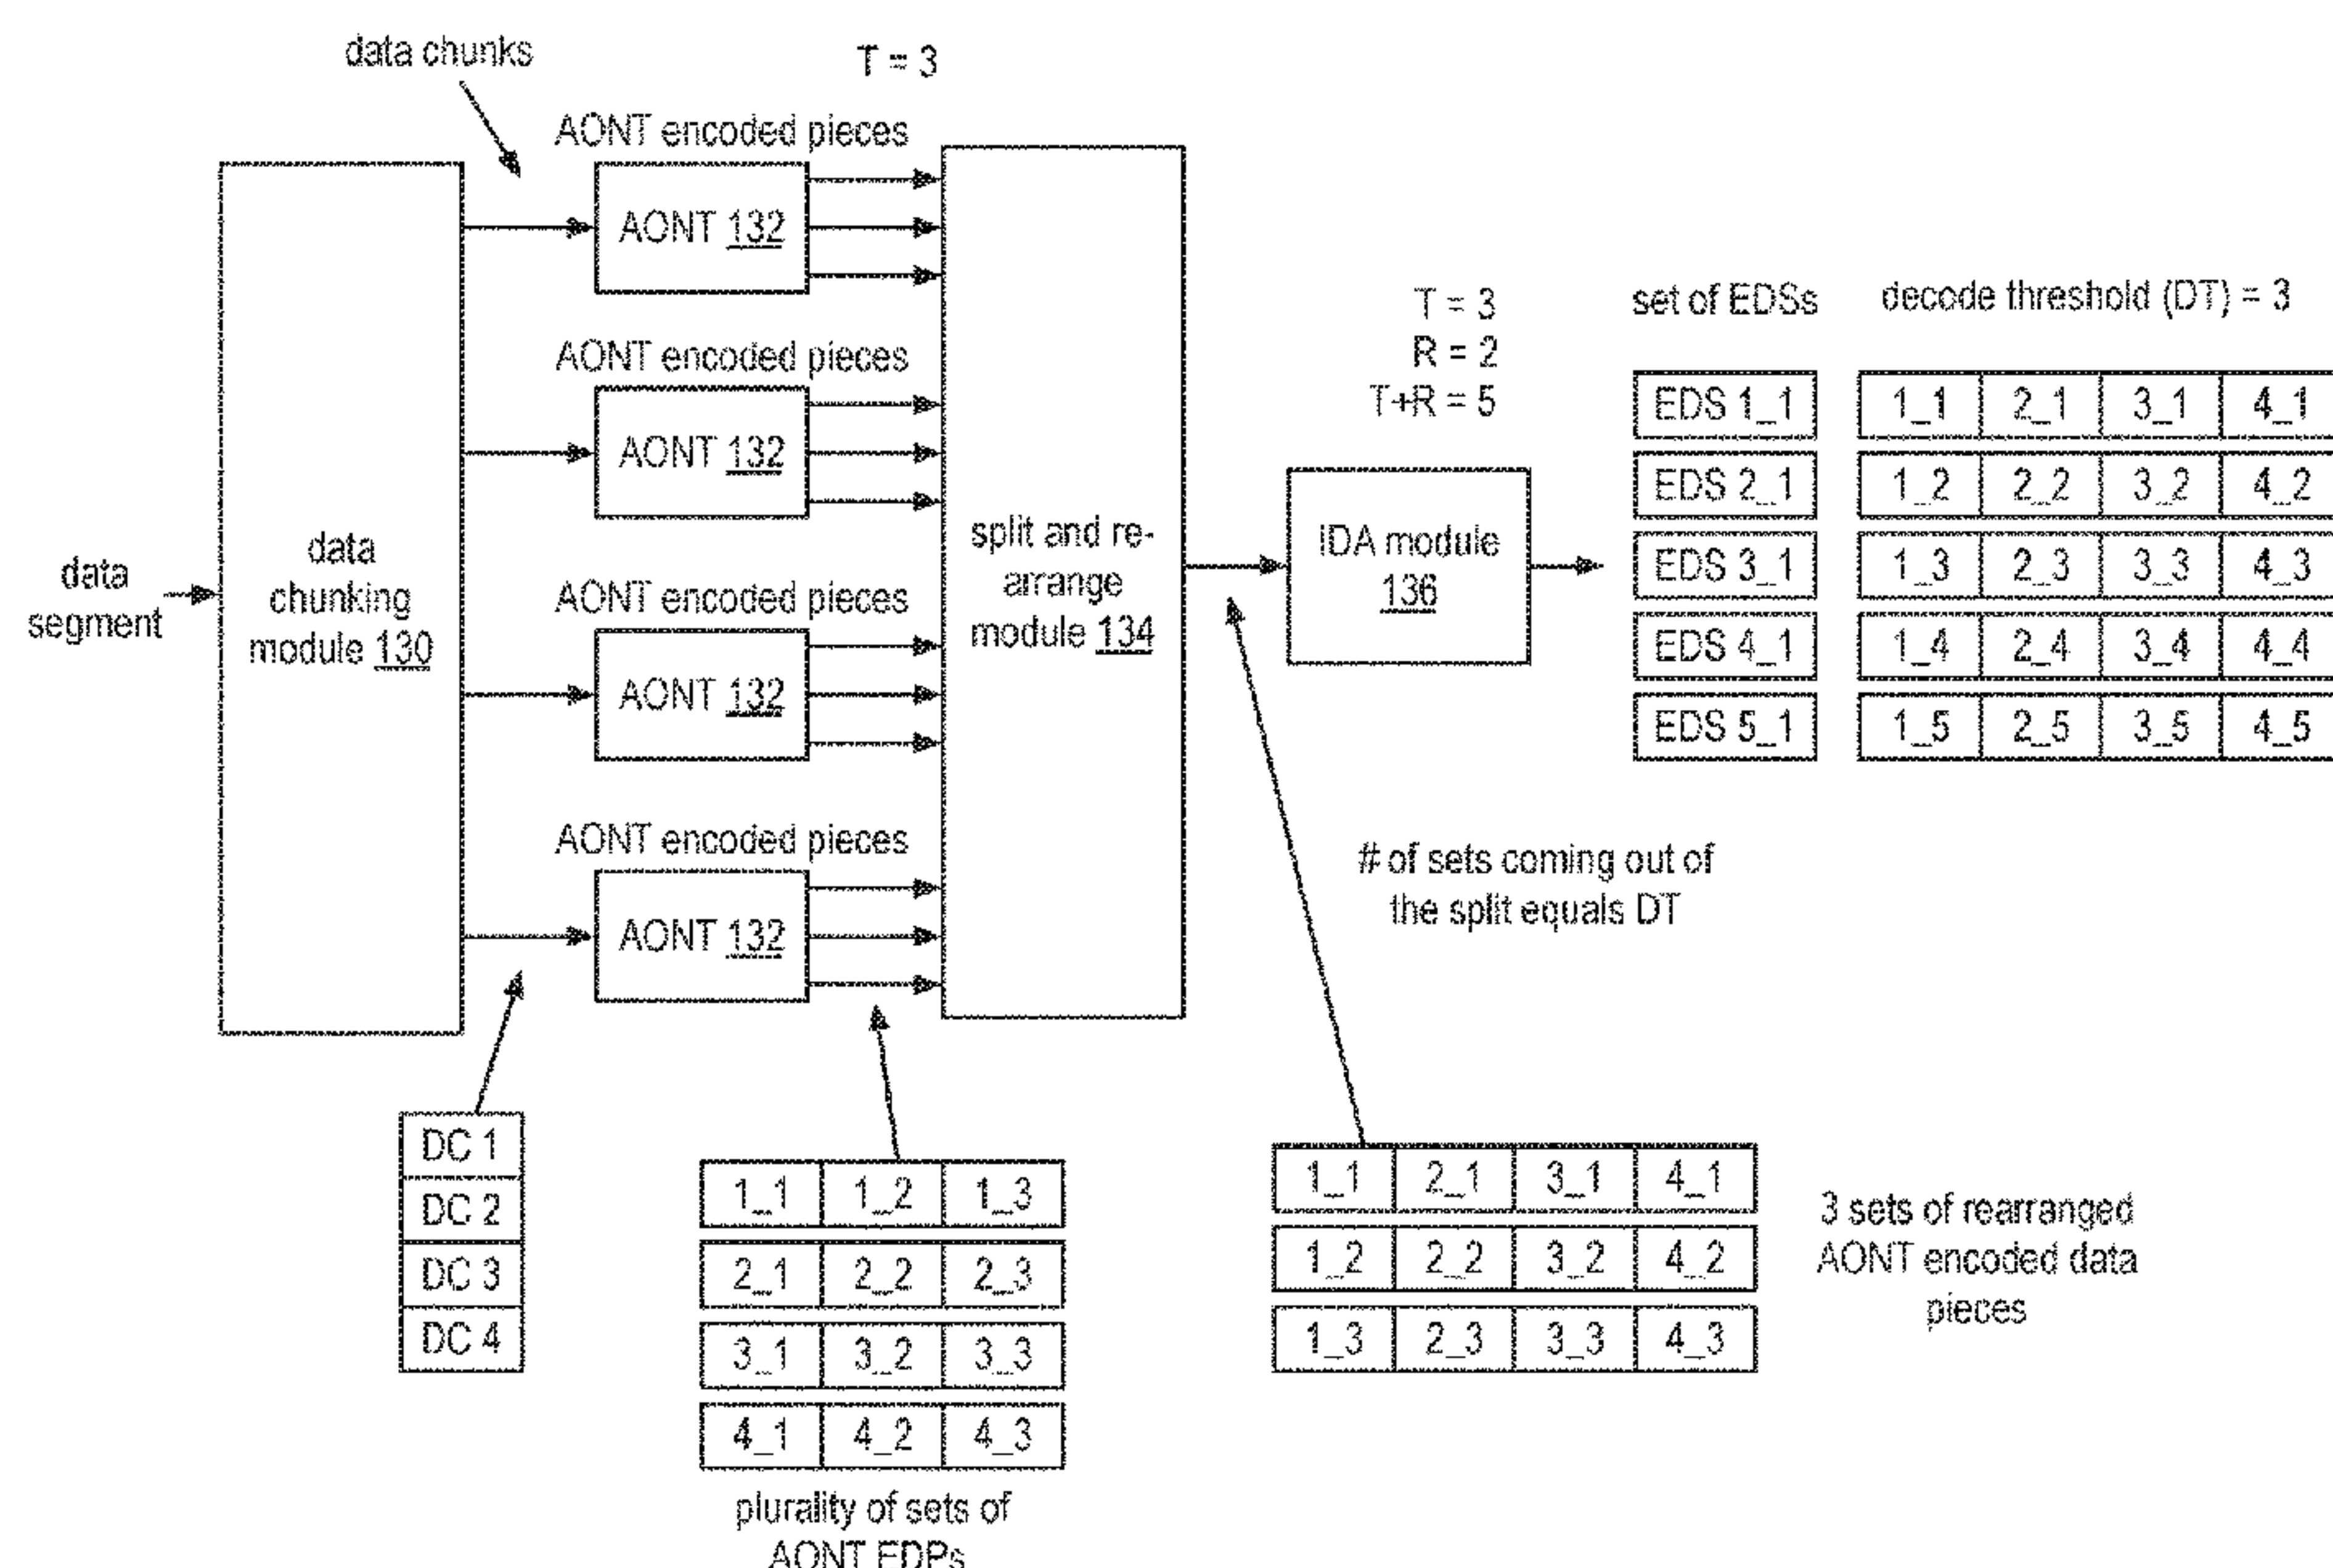 data chunks
T = 3
AONT encoded pieces
AONT 132
AONT encoded pieces
AONT 132
AONT encoded pieces
AONT 132
AONT encoded pieces
AONT 132
data
segment
data
chunking
module 130
split and re-
arrange
module 134
T = 3
R = 2
T+R = 5
IDA module
136
set of EDSs
decode threshold (DT) = 3
EDS 1_1 1_1 2_1 3_1 4_1
EDS 2_1 1_2 2_2 3_2 4_2
EDS 3_1 1_3 2_3 3_3 4_3
EDS 4_1 1_4 2_4 3_4 4_4
EDS 5_1 1_5 2_5 3_5 4_5
# of sets coming out of
the split equals DT
DC 1
DC 2
DC 3
DC 4
1_1 1_2 1_3
2_1 2_2 2_3
3_1 3_2 3_3
4_1 4_2 4_3
plurality of sets of
AONT EDPs
1_1 2_1 3_1 4_1
1_2 2_2 3_2 4_2
1_3 2_3 3_3 4_3
3 sets of rearranged
AONT encoded data
pieces